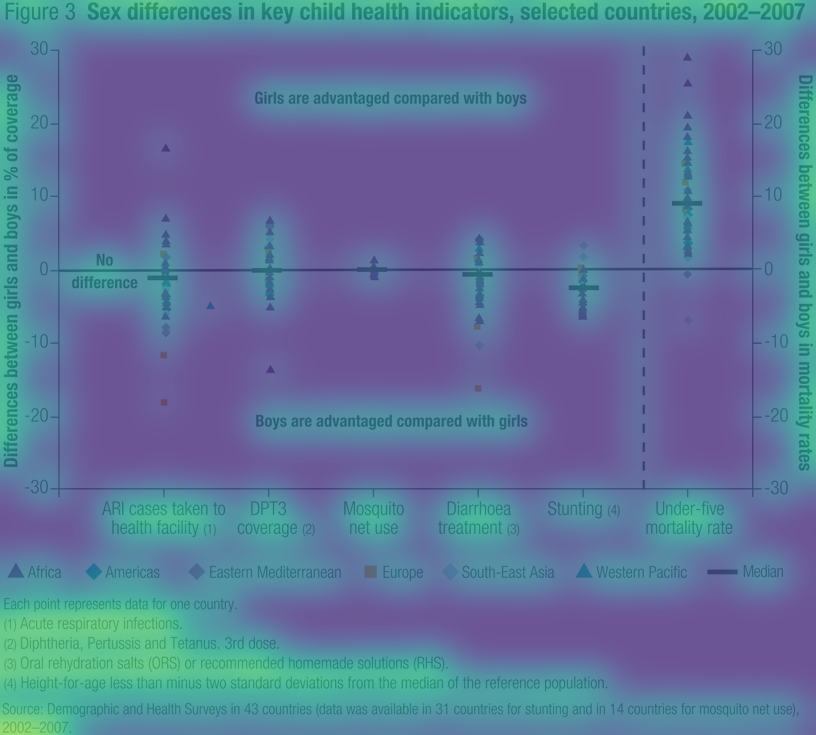 Figure 3 Sex differences in key child health indicators, selected countries, 2002–2007
30
20
10
0
-10
-20
-30
Differences between girls and boys in % of coverage
Girls are advantaged compared with boys
No
difference
Boys are advantaged compared with girls
30
20
10
0
-10
-20
-30
Differences between girls and boys in mortality rates
ARI cases taken to
health facility (1)
DPT3
coverage (2)
Mosquito
net use
Diarrhoea
treatment (3)
Stunting (4)
Under-five
mortality rate
Africa Americas Eastern Mediterranean Europe South-East Asia Western Pacific Median
Each point represents data for one country.
(1) Acute respiratory infections.
(2) Diphtheria, Pertussis and Tetanus. 3rd dose.
(3) Oral rehydration salts (ORS) or recommended homemade solutions (RHS).
(4) Height-for-age less than minus two standard deviations from the median of the reference population.
Source: Demographic and Health Surveys in 43 countries (data was available in 31 countries for stunting and in 14 countries for mosquito net use),
2002–2007.